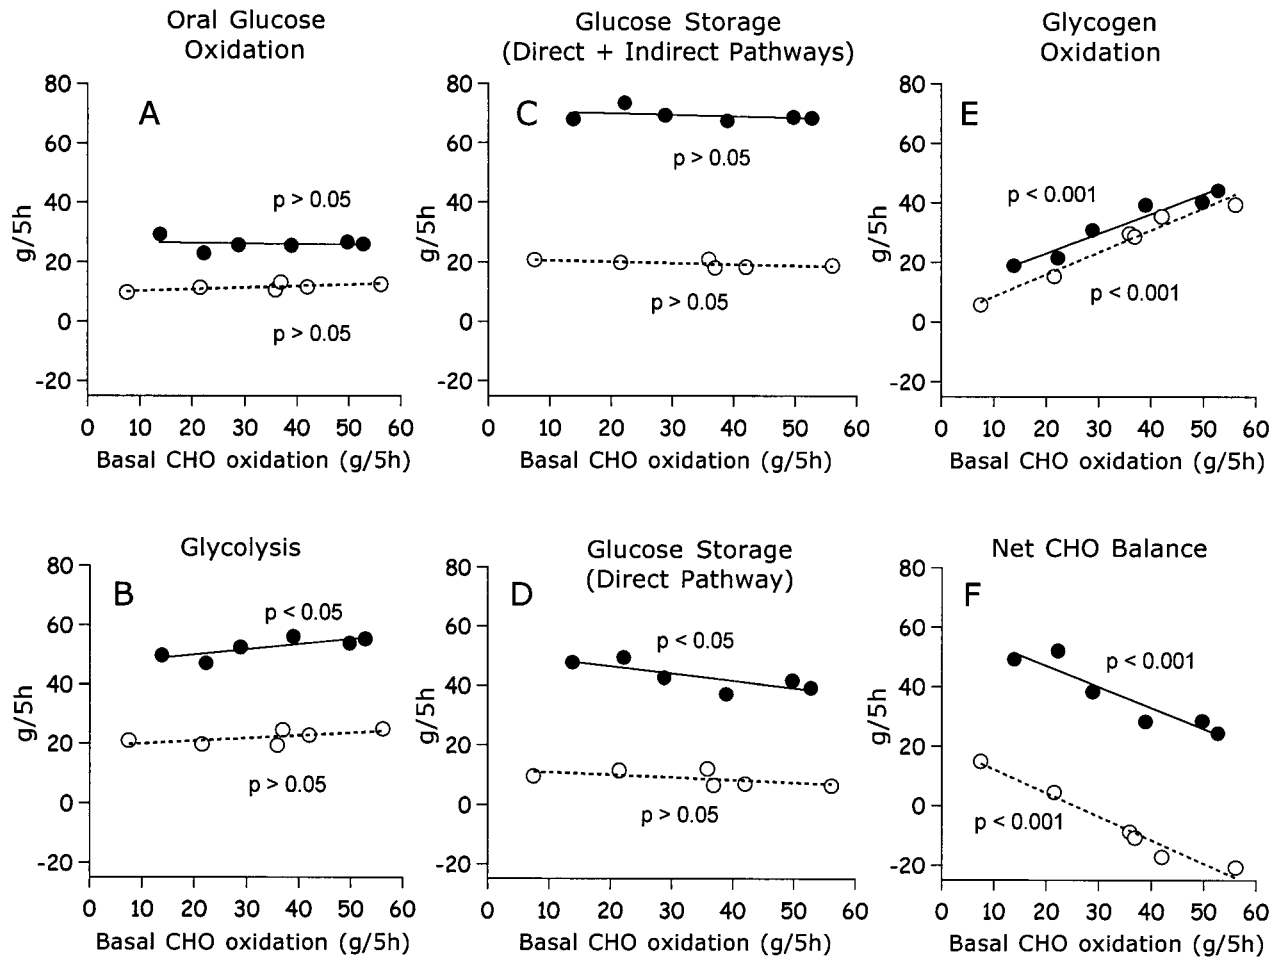 Oral Glucose
Oxidation
A
80
60
40
20
0
-20
g/5h
p > 0.05
p > 0.05
0 10 20 30 40 50 60
Basal CHO oxidation (g/5h)
Glucose Storage
(Direct + Indirect Pathways)
C
80
60
40
20
0
-20
g/5h
p > 0.05
p > 0.05
0 10 20 30 40 50 60
Basal CHO oxidation (g/5h)
Glycogen
Oxidation
E
80
60
40
20
0
-20
g/5h
p < 0.001
p < 0.001
0 10 20 30 40 50 60
Basal CHO oxidation (g/5h)
Glycolysis
B
80
60
40
20
0
-20
g/5h
p < 0.05
p > 0.05
0 10 20 30 40 50 60
Basal CHO oxidation (g/5h)
Glucose Storage
(Direct Pathway)
D
80
60
40
20
0
-20
g/5h
p < 0.05
p > 0.05
0 10 20 30 40 50 60
Basal CHO oxidation (g/5h)
Net CHO Balance
F
80
60
40
20
0
-20
g/5h
p < 0.001
p < 0.001
0 10 20 30 40 50 60
Basal CHO oxidation (g/5h)